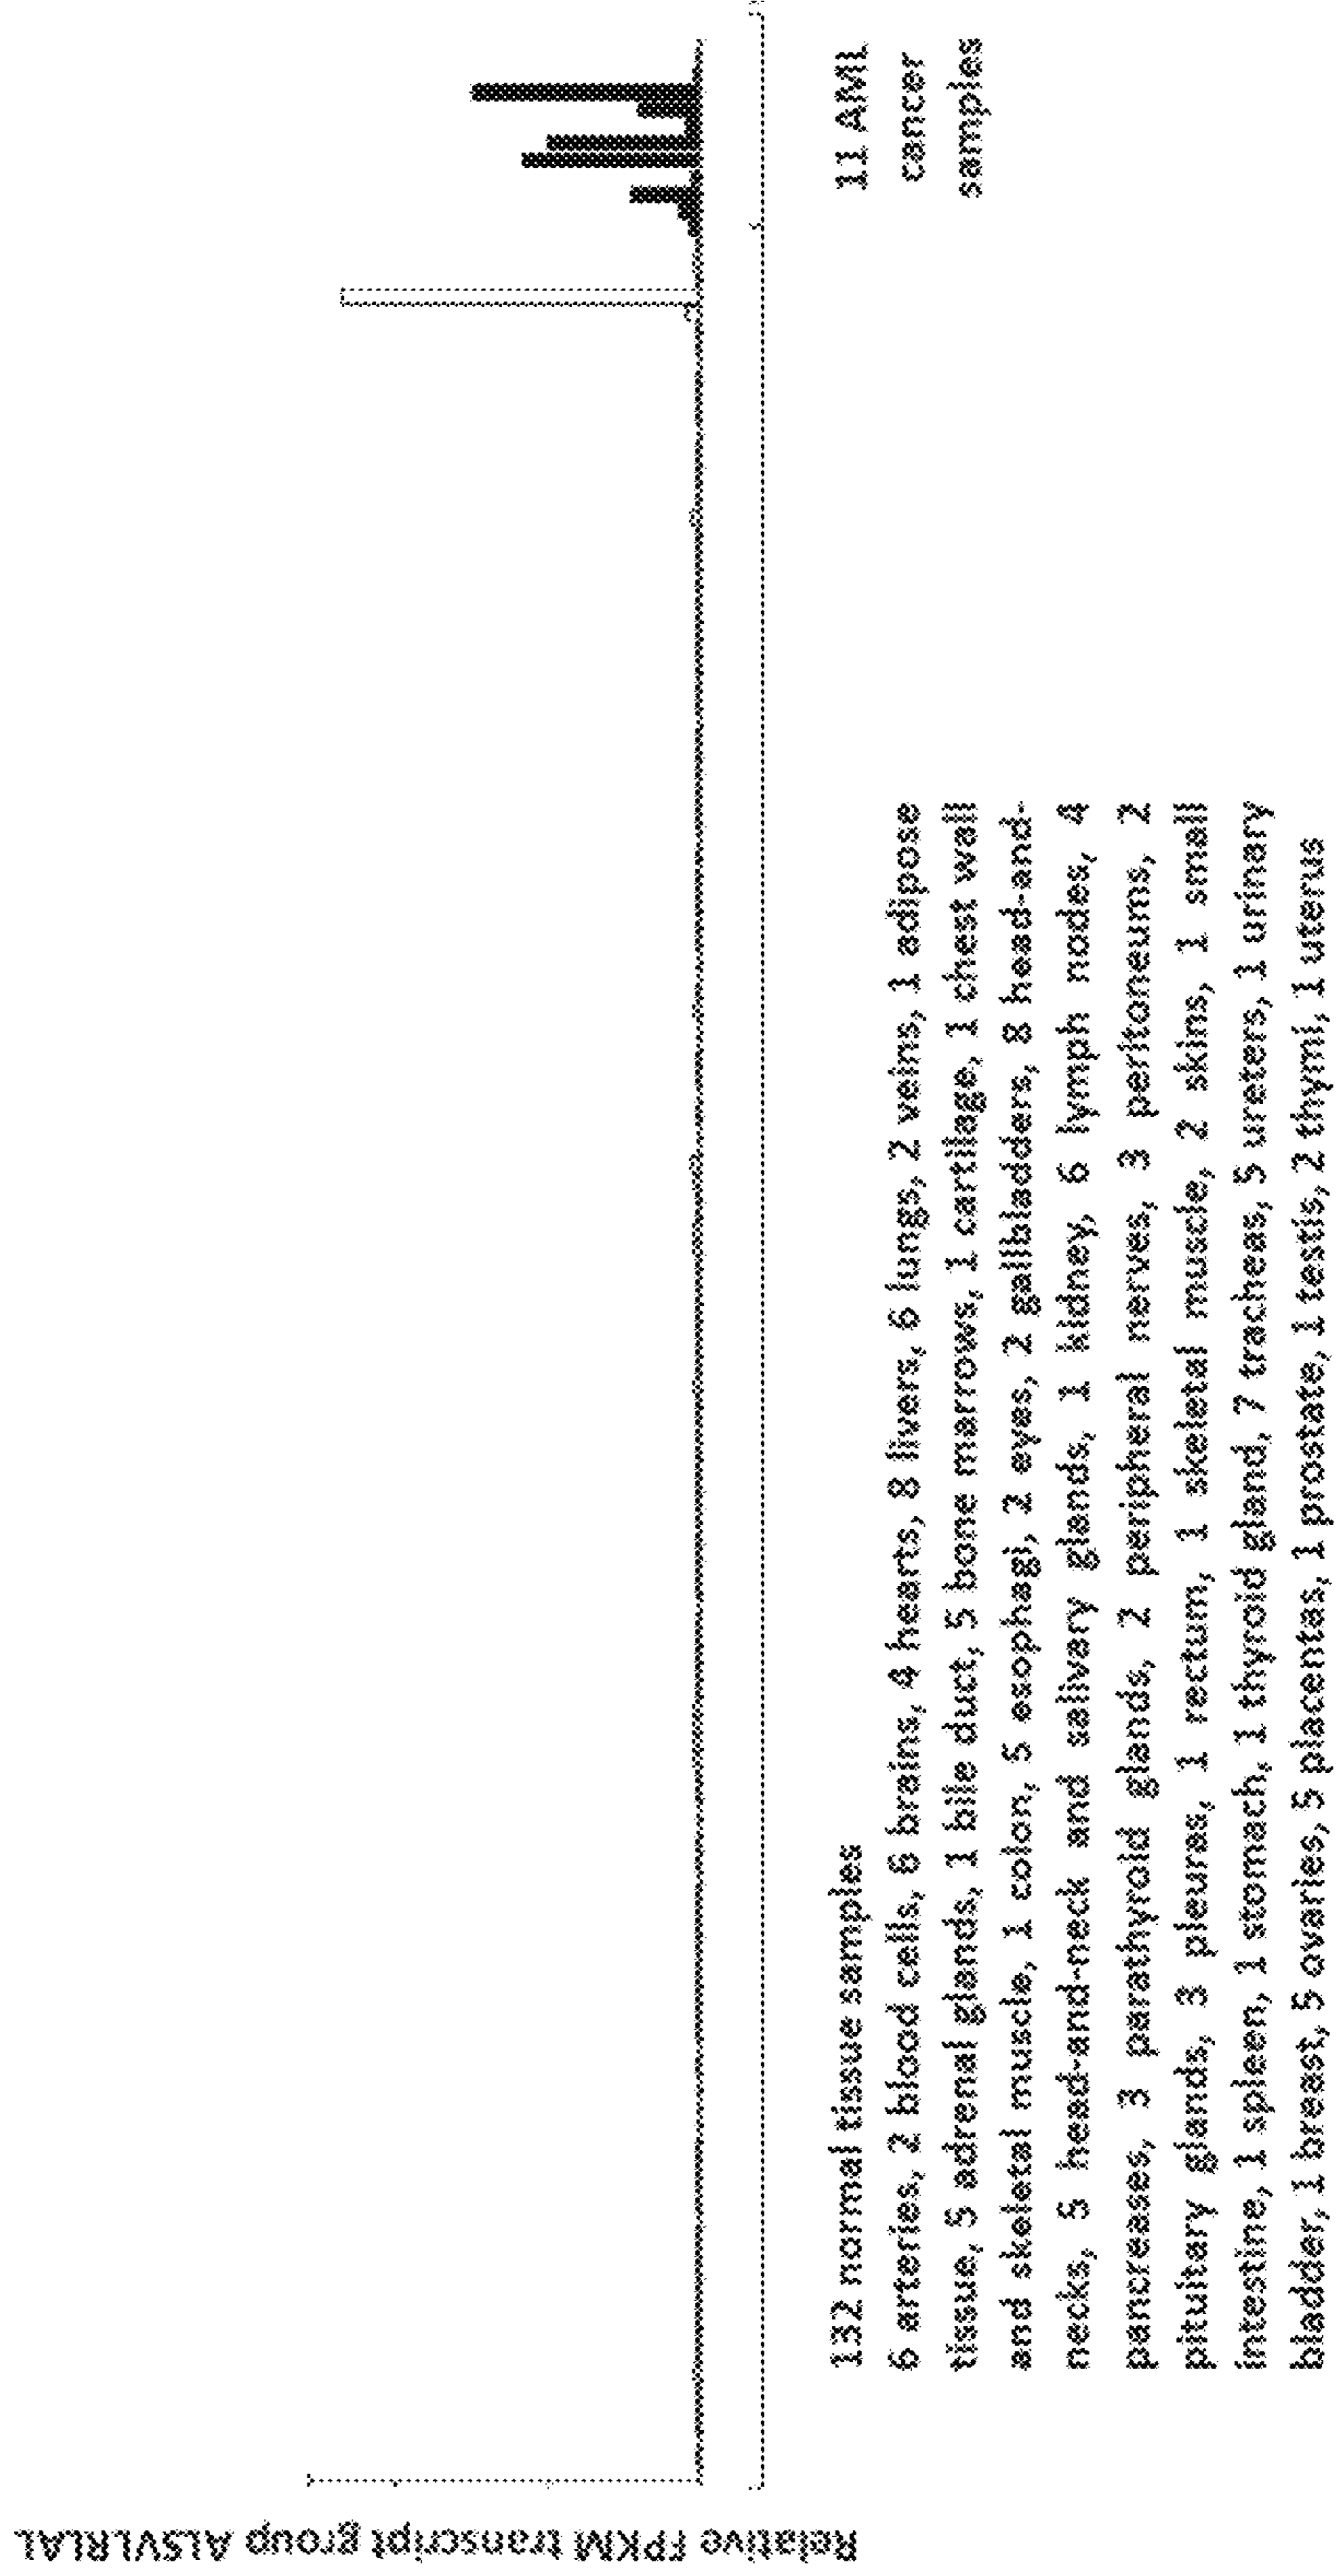 Relative FPKM transcript group ALSVLRLAL
132 normal tissue samples
6 arteries, 2 blood cells, 6 brains, 4 hearts, 8 livers, 6 lungs, 2 veins, 1 adipose
tissue, 5 adrenal glands, 1 bile duct, 5 bone marrows, 1 cartilage, 1 chest wall
and skeletal muscle, 1 colon, 5 esophagi, 2 eyes, 2 gallbladders, 8 head-and-
necks, 5 head-and-neck and salivary glands, 1 kidney, 6 lymph nodes, 4
pancreases, 3 parathyroid glands, 2 peripheral nerves, 3 peritoneums, 2
pituitary glands, 3 pleuras, 1 rectum, 1 skeletal muscle, 2 skins, 1 small
intestine, 1 spleen, 1 stomach, 1 thyroid gland, 7 tracheas, 5 ureters, 1 urinary
bladder, 1 breast, 5 ovaries, 5 placentas, 1 prostate, 1 testis, 2 thymi, 1 uterus
11 AML
cancer
samples